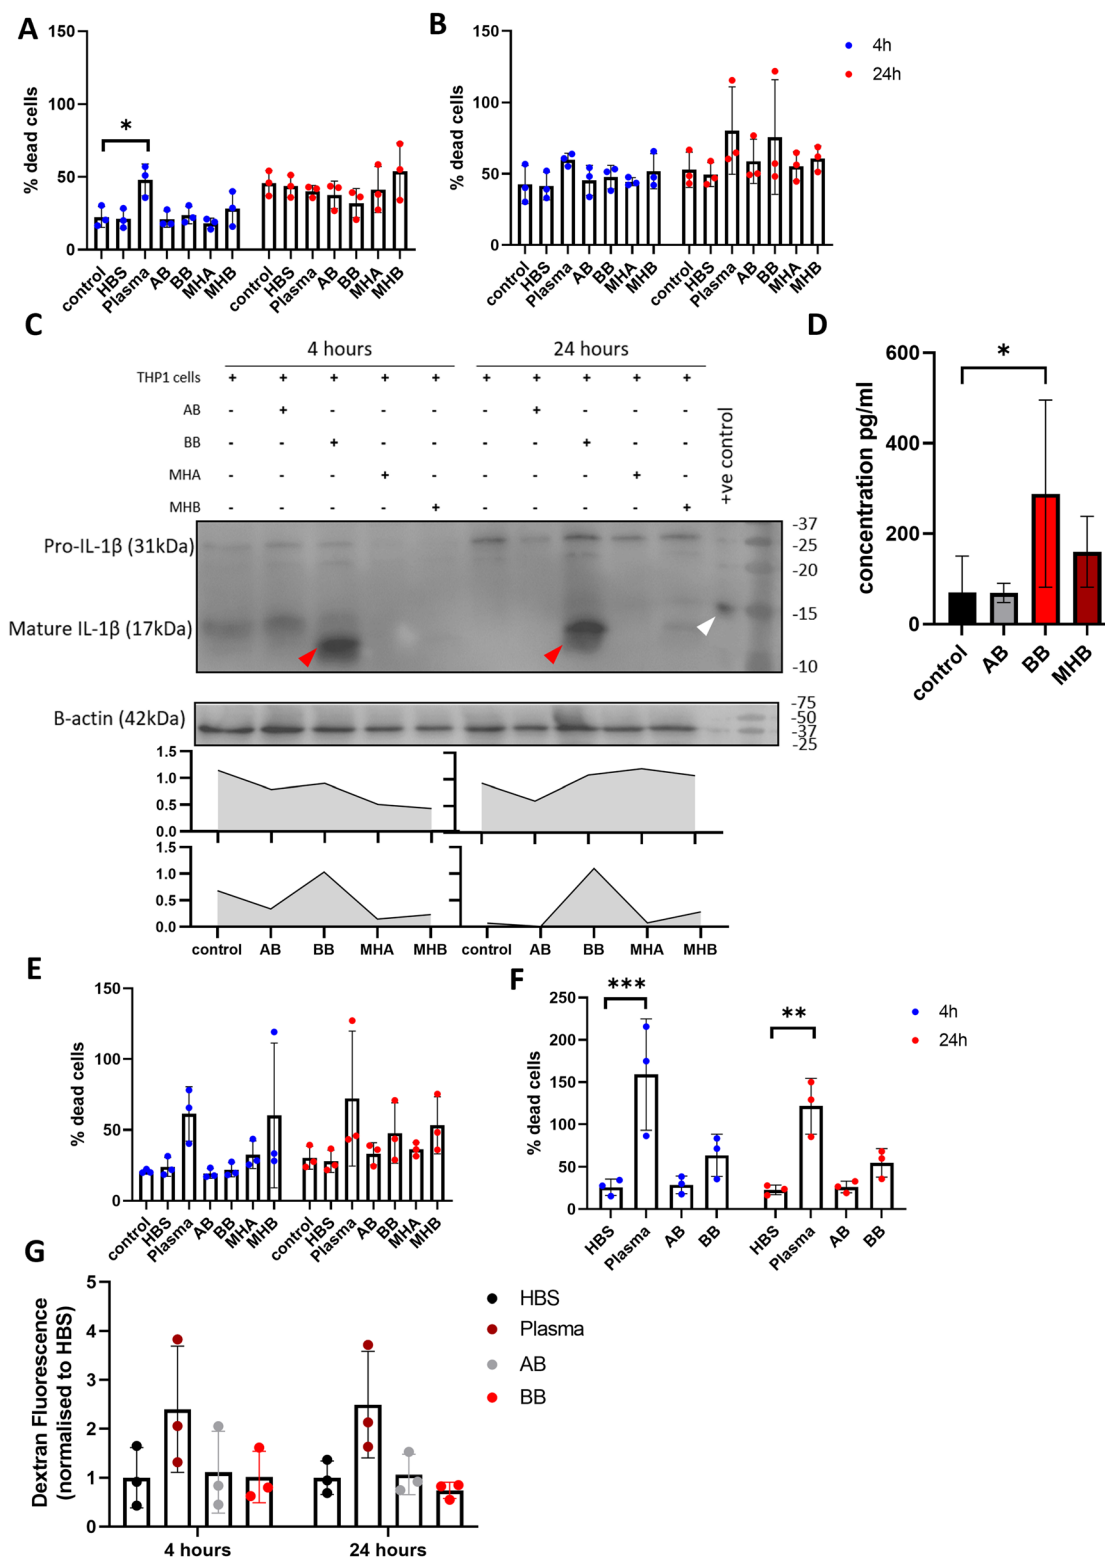 A
B
150
100
50
0
% dead cells
*
control
HBS
Plasma
AB
BB
MHA
MHB
control
HBS
Plasma
AB
BB
MHA
MHB
150
100
50
0
% dead cells
control
HBS
Plasma
AB
BB
MHA
MHB
control
HBS
Plasma
AB
BB
MHA
MHB
4h
24h
C
4 hours 24 hours
THP1 cells + + + + + + + + + +
AB - + - - - - + - - -
BB - - + - - - - + - -
MHA - - - + - - - - + -
MHB - - - - + - - - - +
+ve control
Pro-IL-1β (31kDa)
Mature IL-1β (17kDa)
-37
-25
-20
-15
-10
B-actin (42kDa)
-75
-50
-37
-25
1.5
1.0
0.5
0.0
1.0
0.5
0.0
control AB BB MHA MHB control AB BB MHA MHB
D
600
400
200
0
concentration pg/ml
*
control
AB
BB
MHB
E
150
100
50
0
% dead cells
control
HBS
Plasma
AB
BB
MHA
MHB
control
HBS
Plasma
AB
BB
MHA
MHB
F
250
200
150
100
50
0
% dead cells
***
**
HBS
Plasma
AB
BB
HBS
Plasma
AB
BB
4h
24h
G
5
4
3
2
1
0
Dextran Fluorescence
(normalised to HBS)
4 hours 24 hours
HBS
Plasma
AB
BB